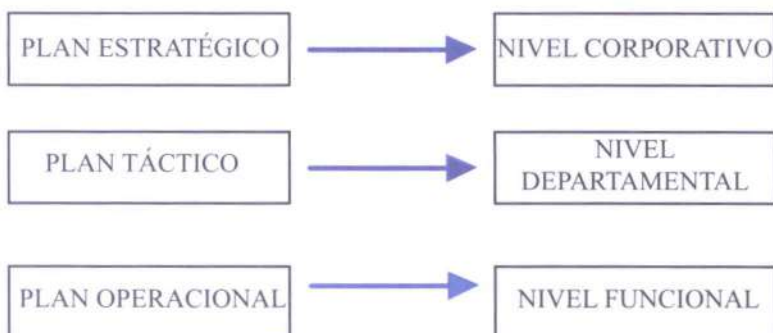 PLAN ESTRATÉGICO
NIVEL CORPORATIVO
PLAN TÁCTICO
NIVEL
DEPARTAMENTAL
PLAN OPERACIONAL
NIVEL FUNCIONAL